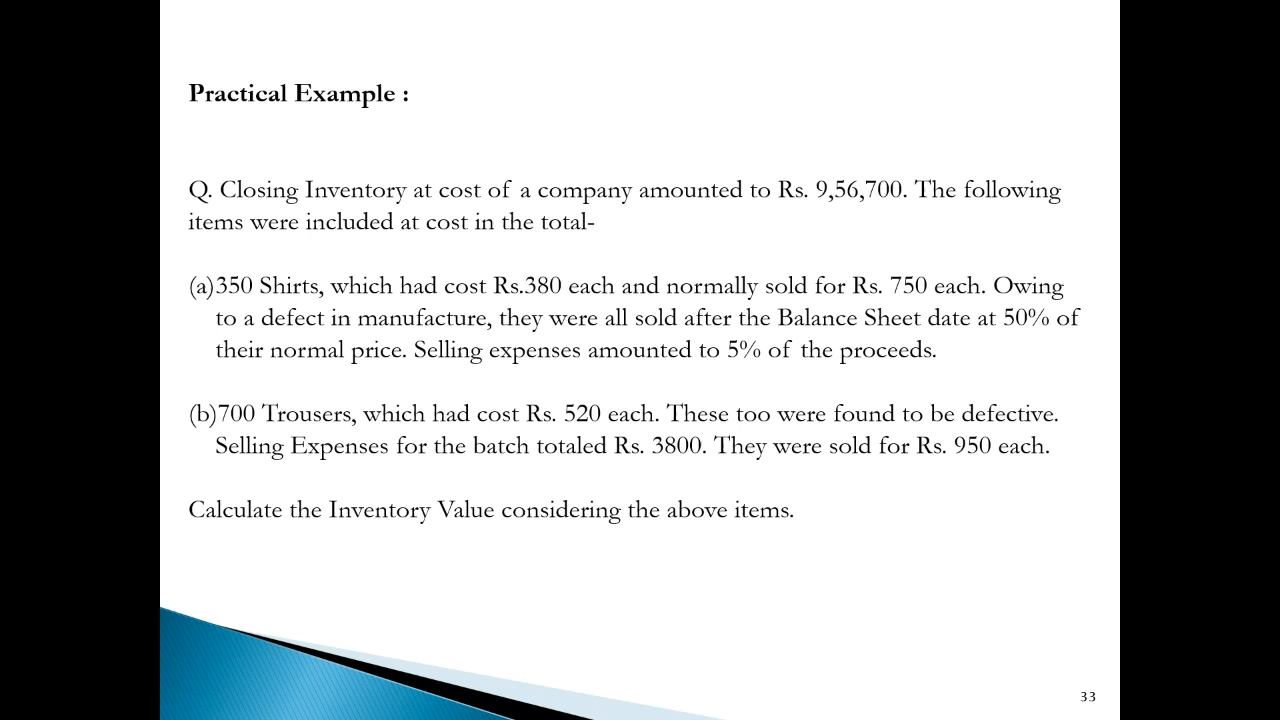 Practical Example :
Q. Closing Inventory at cost of a company amounted to Rs. 9,56,700. The following
items were included at cost in the total-
(a)350 Shirts, which had cost Rs.380 each and normally sold for Rs. 750 each. Owing
to a defect in manufacture, they were all sold after the Balance Sheet date at 50% of
their normal price. Selling expenses amounted to 5% of the proceeds.
(b)700 Trousers, which had cost Rs. 520 each. These too were found to be defective.
Selling Expenses for the batch totaled Rs. 3800. They were sold for Rs. 950 each.
Calculate the Inventory Value considering the above items.
33